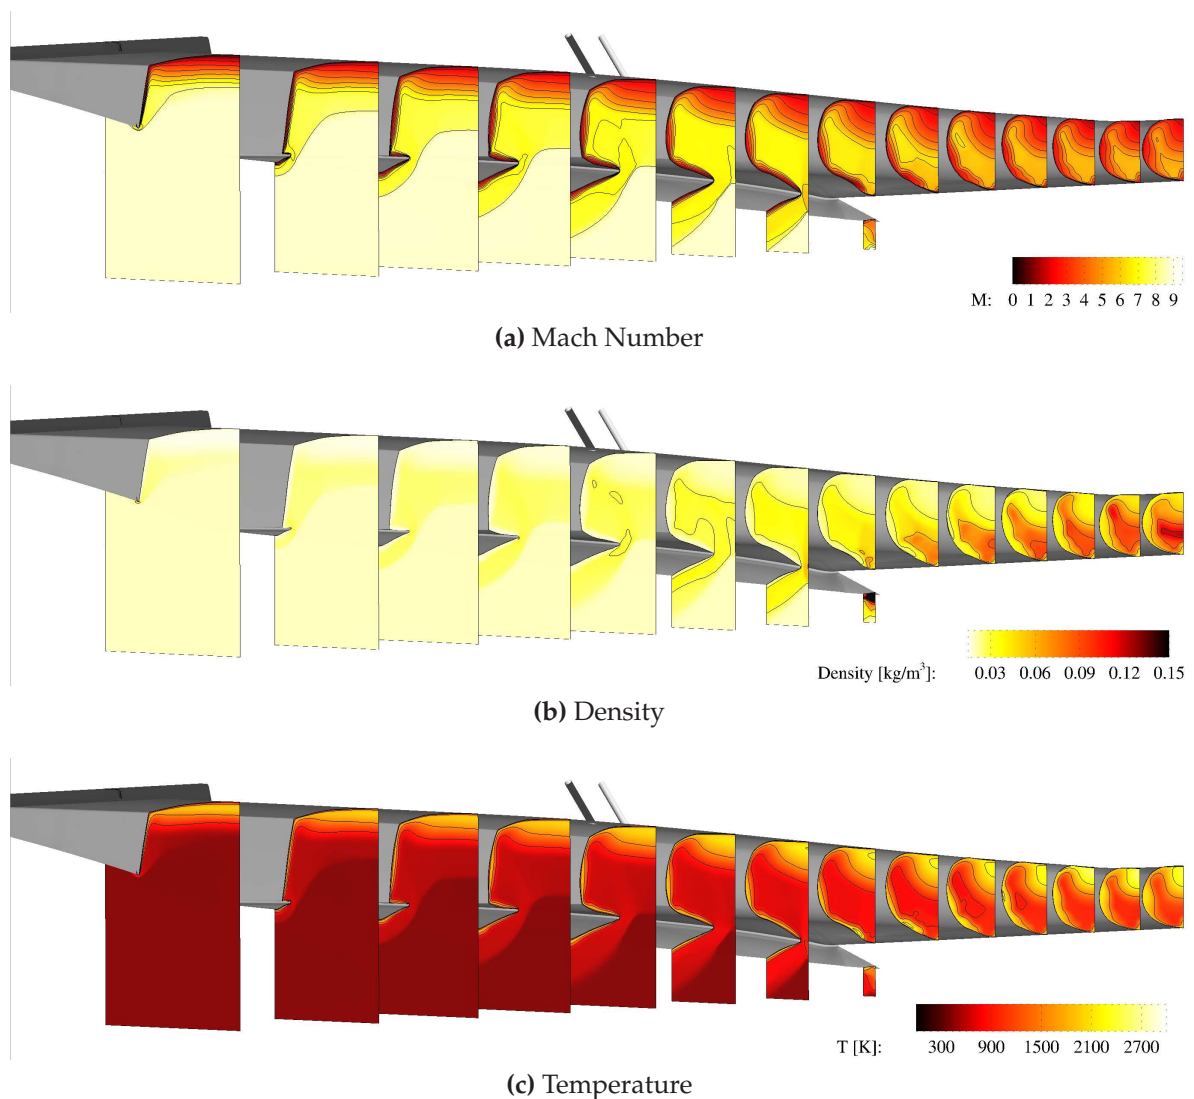 M: 0 1 2 3 4 5 6 7 8 9
(a) Mach Number
Density [kg/m³]: 0.03 0.06 0.09 0.12 0.15
(b) Density
T [K]: 300 900 1500 2100 2700
(c) Temperature